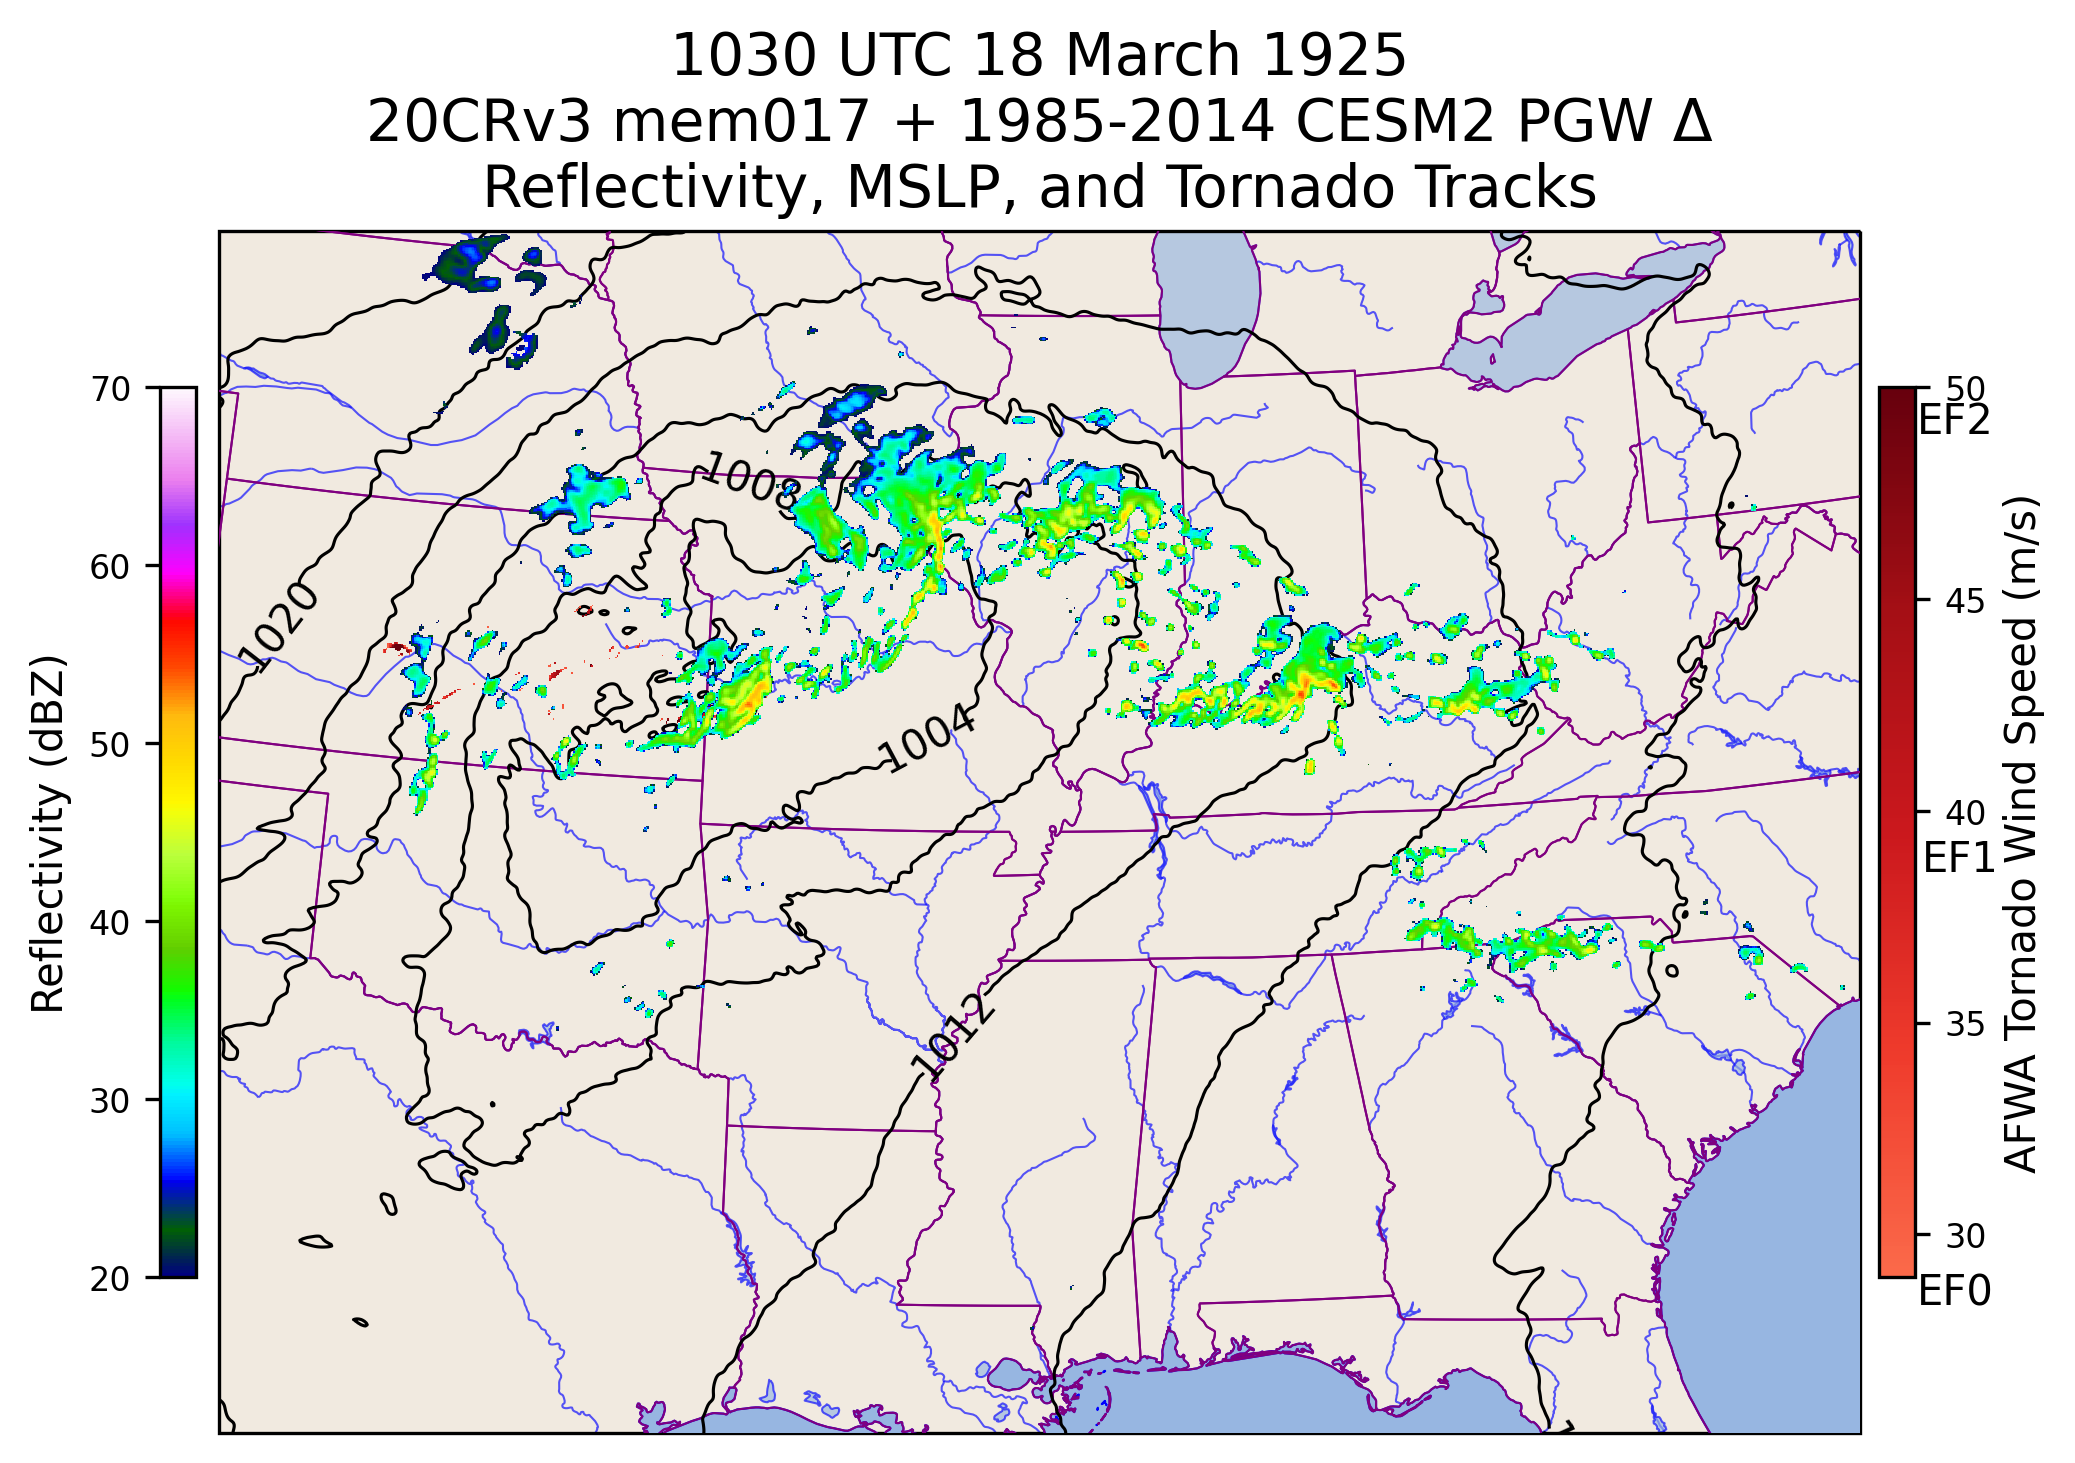 1030 UTC 18 March 1925
20CRv3 mem017 + 1985-2014 CESM2 PGW Δ
Reflectivity, MSLP, and Tornado Tracks
70
60
50
40
30
20
Reflectivity (dBZ)
1020
1008
1004
1012
50
EF2
45
40
EF1
35
30
EF0
AFWA Tornado Wind Speed (m/s)